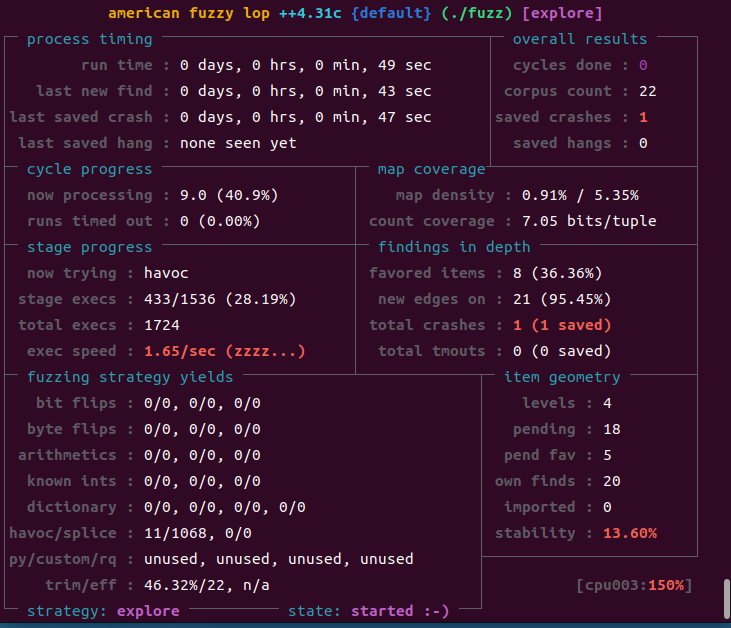 american fuzzy lop ++4.31c {default} (./fuzz) [explore]
process timing overall results
run time : 0 days, 0 hrs, 0 min, 49 sec cycles done : 0
last new find : 0 days, 0 hrs, 0 min, 43 sec corpus count : 22
last saved crash : 0 days, 0 hrs, 0 min, 47 sec saved crashes : 1
last saved hang : none seen yet saved hangs : 0
cycle progress map coverage
now processing : 9.0 (40.9%) map density : 0.91% / 5.35%
runs timed out : 0 (0.00%) count coverage : 7.05 bits/tuple
stage progress findings in depth
now trying : havoc favored items : 8 (36.36%)
stage execs : 433/1536 (28.19%) new edges on : 21 (95.45%)
total execs : 1724 total crashes : 1 (1 saved)
exec speed : 1.65/sec (zzzz...) total tmouts : 0 (0 saved)
fuzzing strategy yields item geometry
bit flips : 0/0, 0/0, 0/0 levels : 4
byte flips : 0/0, 0/0, 0/0 pending : 18
arithmetics : 0/0, 0/0, 0/0 pend fav : 5
known ints : 0/0, 0/0, 0/0 own finds : 20
dictionary : 0/0, 0/0, 0/0, 0/0 imported : 0
havoc/splice : 11/1068, 0/0 stability : 13.60%
py/custom/rq : unused, unused, unused, unused
trim/eff : 46.32%/22, n/a [cpu003:150%]
strategy: explore state: started :-)